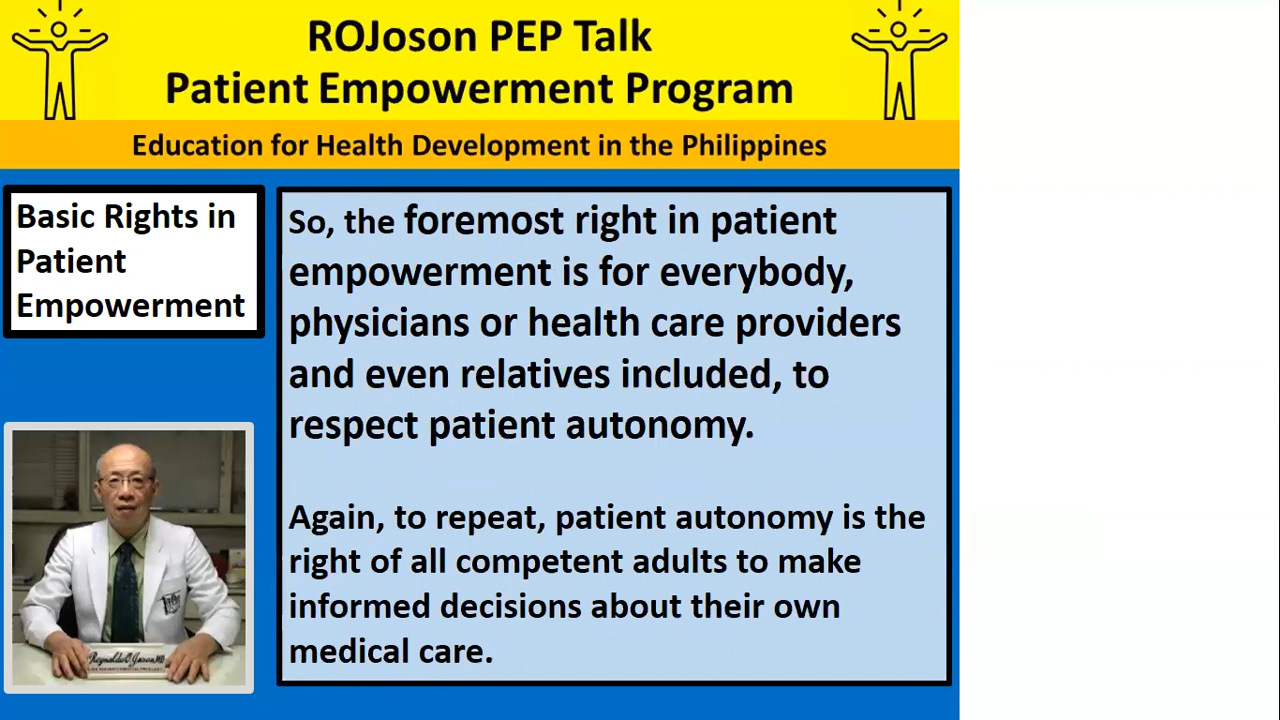 ROJoson PEP Talk
Patient Empowerment Program
Education for Health Development in the Philippines
Basic Rights in
Patient
Empowerment
So, the foremost right in patient
empowerment is for everybody,
physicians or health care providers
and even relatives included, to
respect patient autonomy.
Again, to repeat, patient autonomy is the
right of all competent adults to make
informed decisions about their own
medical care.
Reynaldo O. Joson, MD